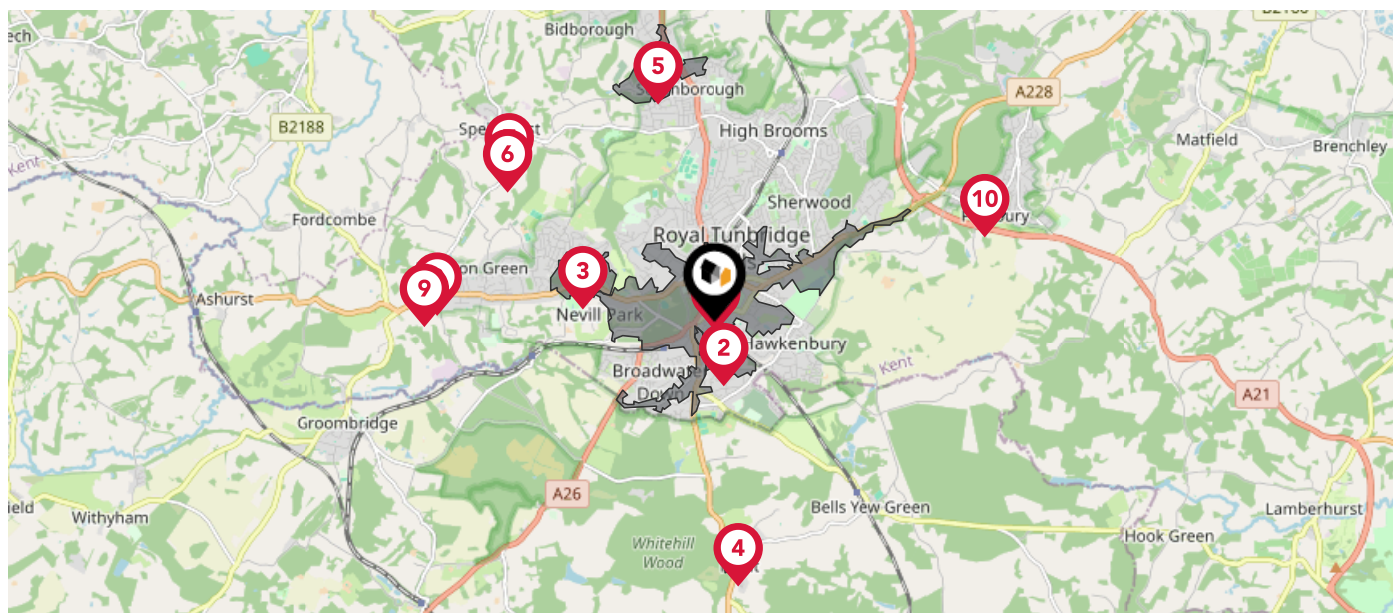 Bidborough
B2188
A228
High Brooms
Matfield
Brenchley
Kent
Sherwood
Fordcombe
Royal Tunbridge
Ashurst
Nevill Park
Hawkenbury
Kent
Broadwater
Down
A21
Groombridge
A26
Withyham
Bells Yew Green
Lamberhurst
Hook Green
Whitehill
Wood
5
6
10
3
9
2
4